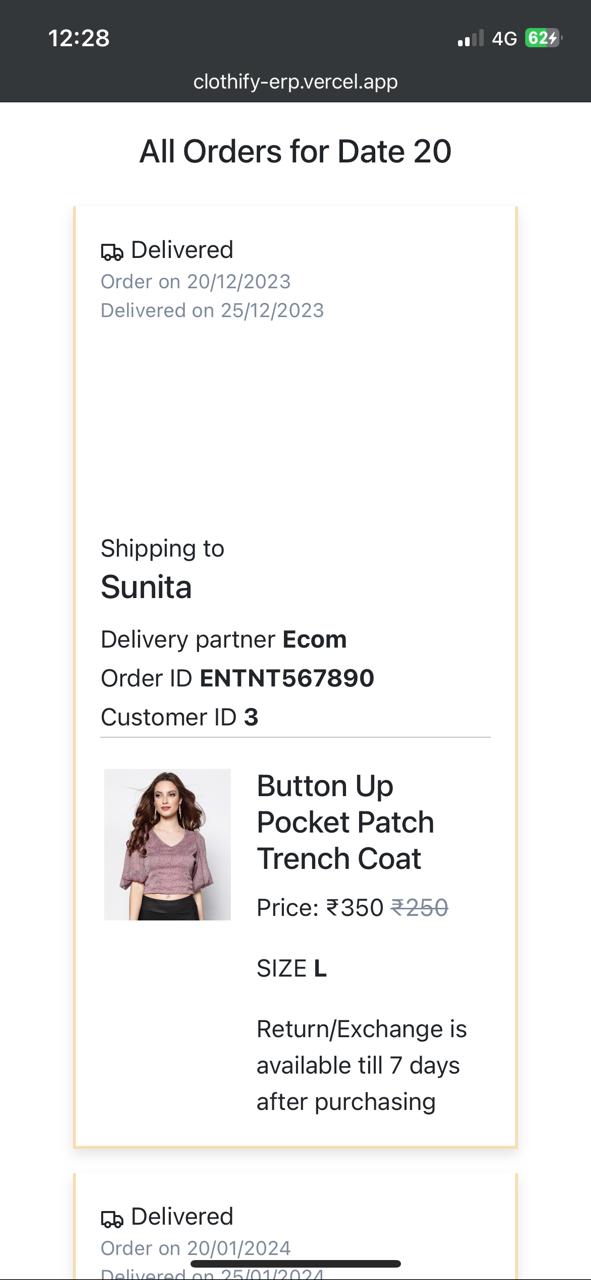 12:28
4G 62
clothify-erp.vercel.app
All Orders for Date 20
Delivered
Order on 20/12/2023
Delivered on 25/12/2023
Shipping to
Sunita
Delivery partner Ecom
Order ID ENTNT567890
Customer ID 3
Button Up
Pocket Patch
Trench Coat
Price: ₹350 ₹250
SIZE L
Return/Exchange is
available till 7 days
after purchasing
Delivered
Order on 20/01/2024
Delivered on 25/01/2024